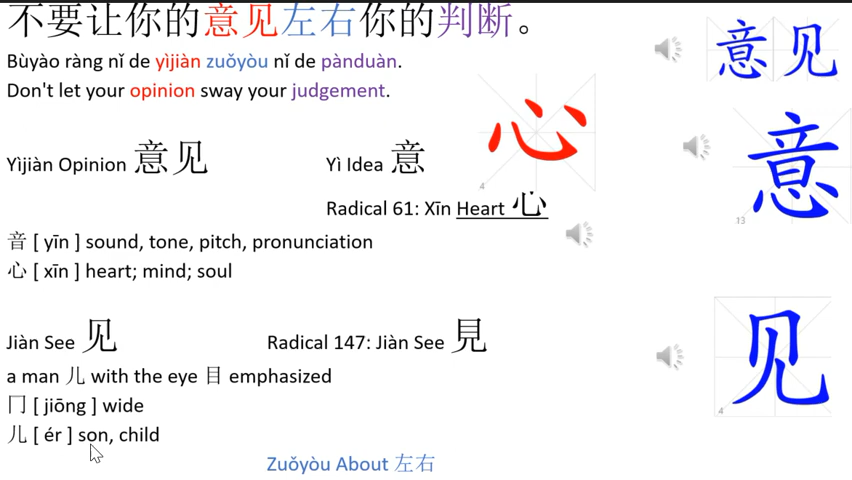 不要让你的意见左右你的判断。
Bùyào ràng nǐ de yìjiàn zuǒyòu nǐ de pànduàn.
Don't let your opinion sway your judgement.
意见
心
4
意
13
Yìjiàn Opinion 意见
Yì Idea 意
Radical 61: Xīn Heart 心
音 [ yīn ] sound, tone, pitch, pronunciation
心 [ xīn ] heart; mind; soul
Jiàn See 见
Radical 147: Jiàn See 見
见
4
a man 儿 with the eye 目 emphasized
冂 [ jiōng ] wide
儿 [ ér ] son, child
Zuǒyòu About 左右